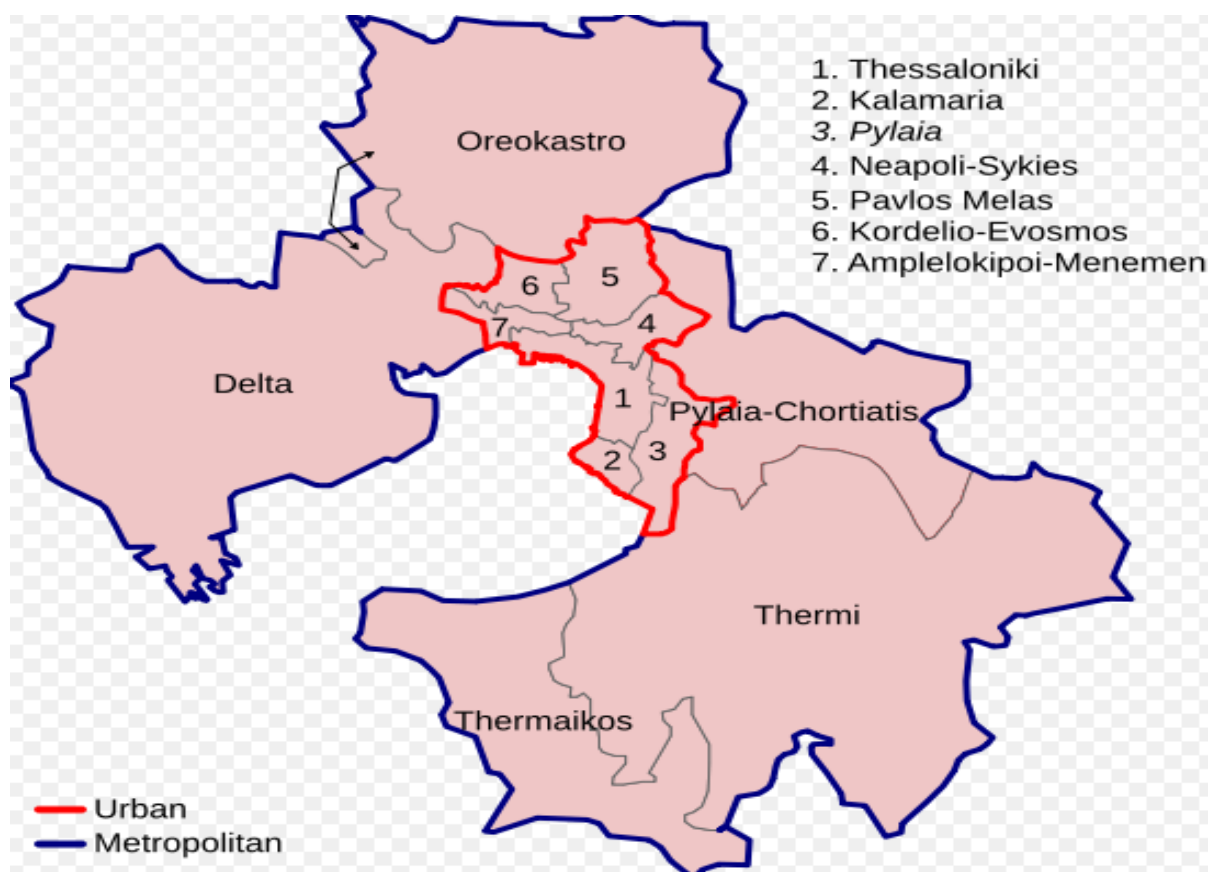 1. Thessaloniki
2. Kalamaria
3. Pylaia
4. Neapoli-Sykies
5. Pavlos Melas
6. Kordelio-Evosmos
7. Amplelokipoi-Menemen
Oreokastro
5
6
7
4
Delta
1
Pylaia-Chortiatis
3
2
Thermi
Thermaikos
Urban
Metropolitan